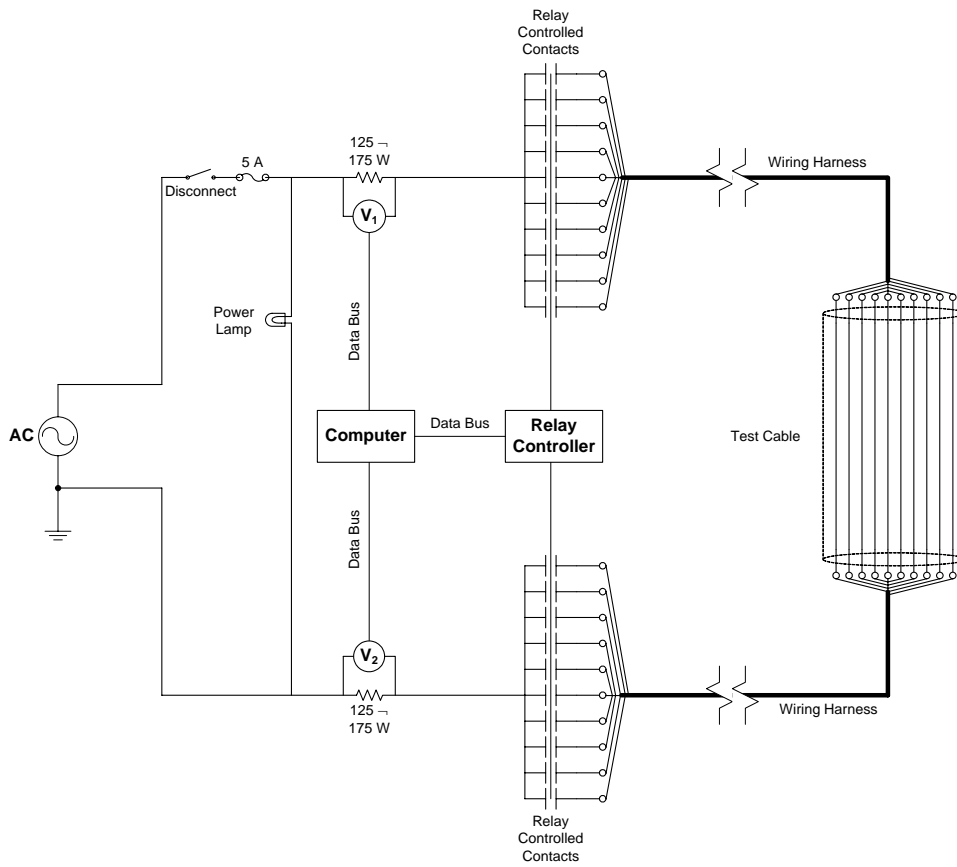 Relay
Controlled
Contacts
125 ¬
175 W
5 A
Disconnect
Wiring Harness
V1
Power
Lamp
Data Bus
AC
Computer
Data Bus
Relay
Controller
Test Cable
Data Bus
V2
125 ¬
175 W
Wiring Harness
Relay
Controlled
Contacts